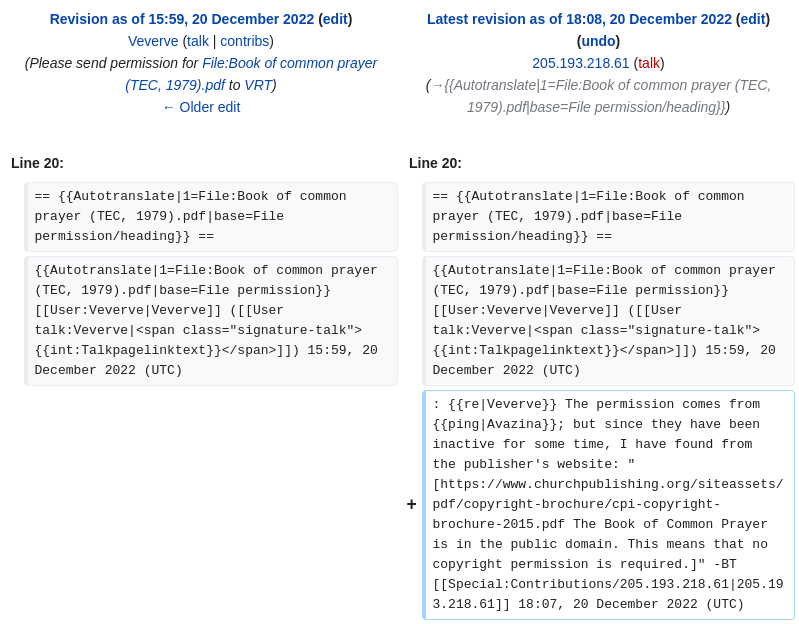 Revision as of 15:59, 20 December 2022 (edit)
Veverve (talk | contribs)
(Please send permission for File:Book of common prayer
(TEC, 1979).pdf to VRT)
← Older edit
Latest revision as of 18:08, 20 December 2022 (edit)
(undo)
205.193.218.61 (talk)
(→{{Autotranslate|1=File:Book of common prayer (TEC,
1979).pdf|base=File permission/heading}})
Line 20:
Line 20:
== {{Autotranslate|1=File:Book of common
prayer (TEC, 1979).pdf|base=File
permission/heading}} ==
== {{Autotranslate|1=File:Book of common
prayer (TEC, 1979).pdf|base=File
permission/heading}} ==
{{Autotranslate|1=File:Book of common prayer
(TEC, 1979).pdf|base=File permission}}
[[User:Veverve|Veverve]] ([[User
talk:Veverve|<span class="signature-talk">
{{int:Talkpagelinktext}}</span>]]) 15:59, 20
December 2022 (UTC)
{{Autotranslate|1=File:Book of common prayer
(TEC, 1979).pdf|base=File permission}}
[[User:Veverve|Veverve]] ([[User
talk:Veverve|<span class="signature-talk">
{{int:Talkpagelinktext}}</span>]]) 15:59, 20
December 2022 (UTC)
+
: {{re|Veverve}} The permission comes from
{{ping|Avazina}}; but since they have been
inactive for some time, I have found from
the publisher's website: "
[https://www.churchpublishing.org/siteassets/
pdf/copyright-brochure/cpi-copyright-
brochure-2015.pdf The Book of Common Prayer
is in the public domain. This means that no
copyright permission is required.]" -BT
[[Special:Contributions/205.193.218.61|205.19
3.218.61]] 18:07, 20 December 2022 (UTC)